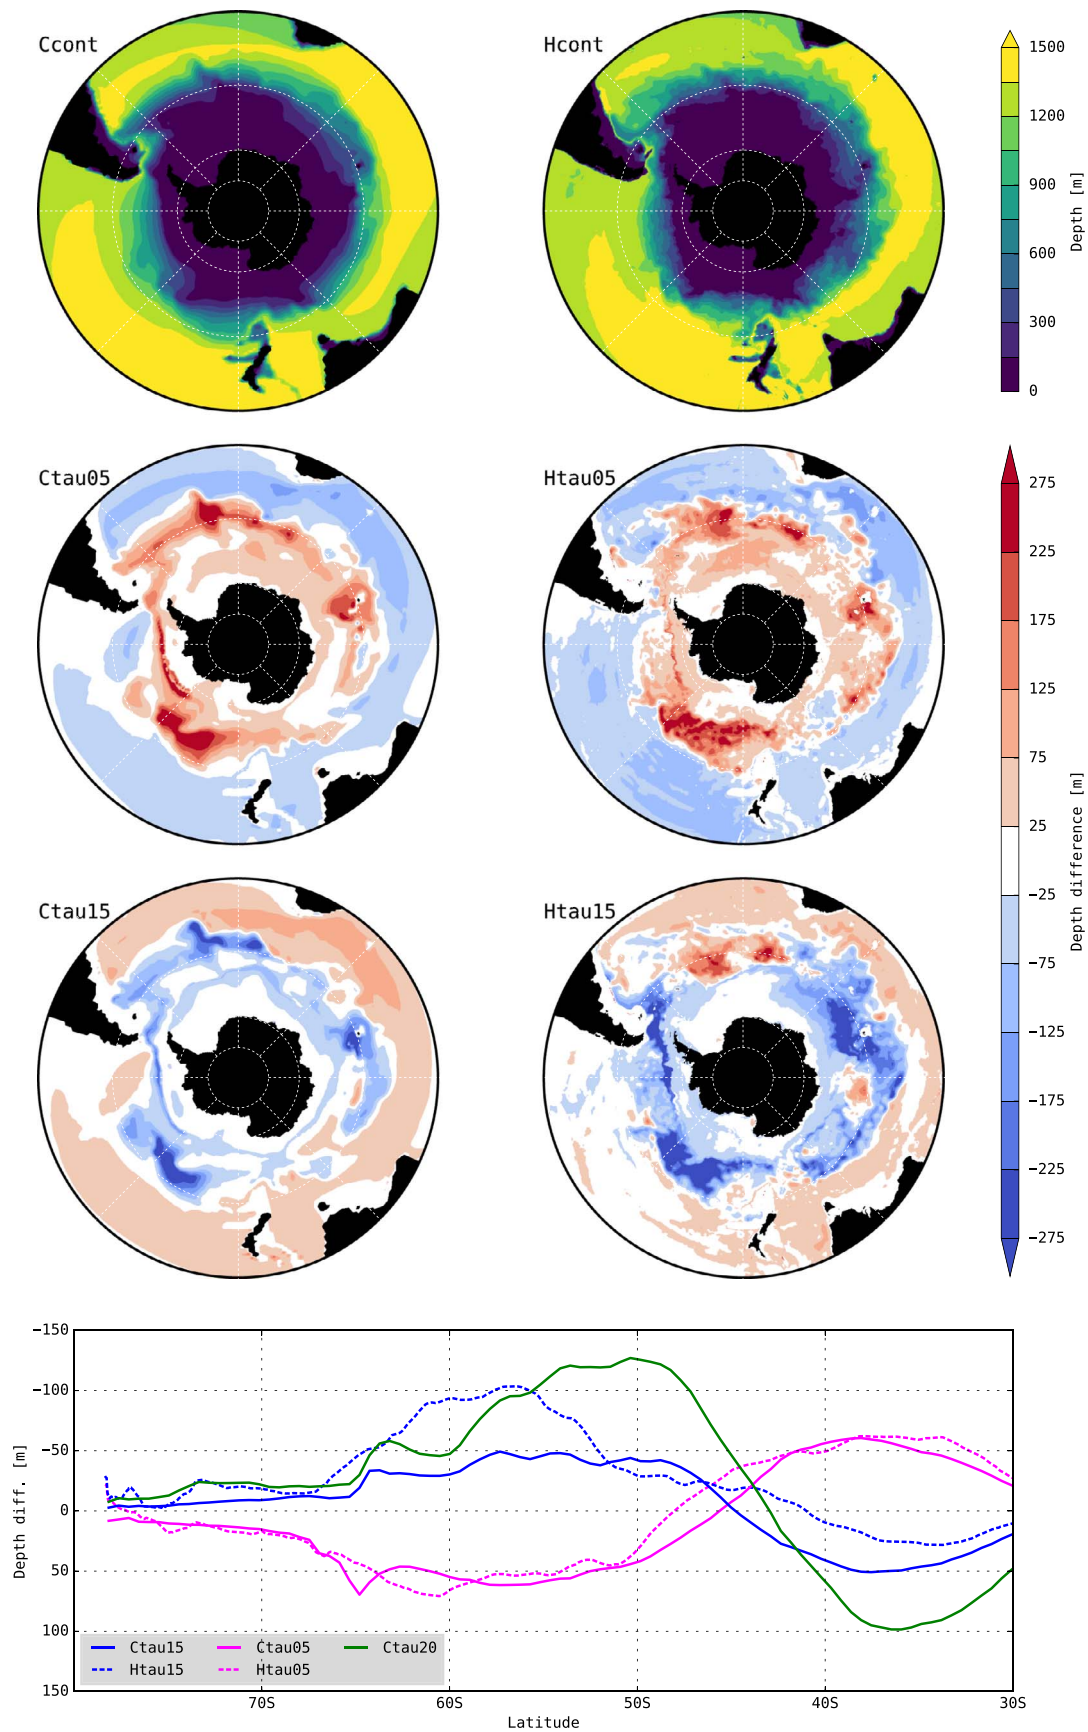 Ccont
Hcont
1500
1200
900
600
300
0
Depth [m]
Ctau05
Htau05
275
225
175
125
75
25
−25
−75
−125
−175
−225
−275
Depth difference [m]
Ctau15
Htau15
−150
−100
−50
0
50
100
150
Depth diff. [m]
Ctau15 Ctau05 Ctau20
Htau15 Htau05
70S 60S 50S 40S 30S
Latitude